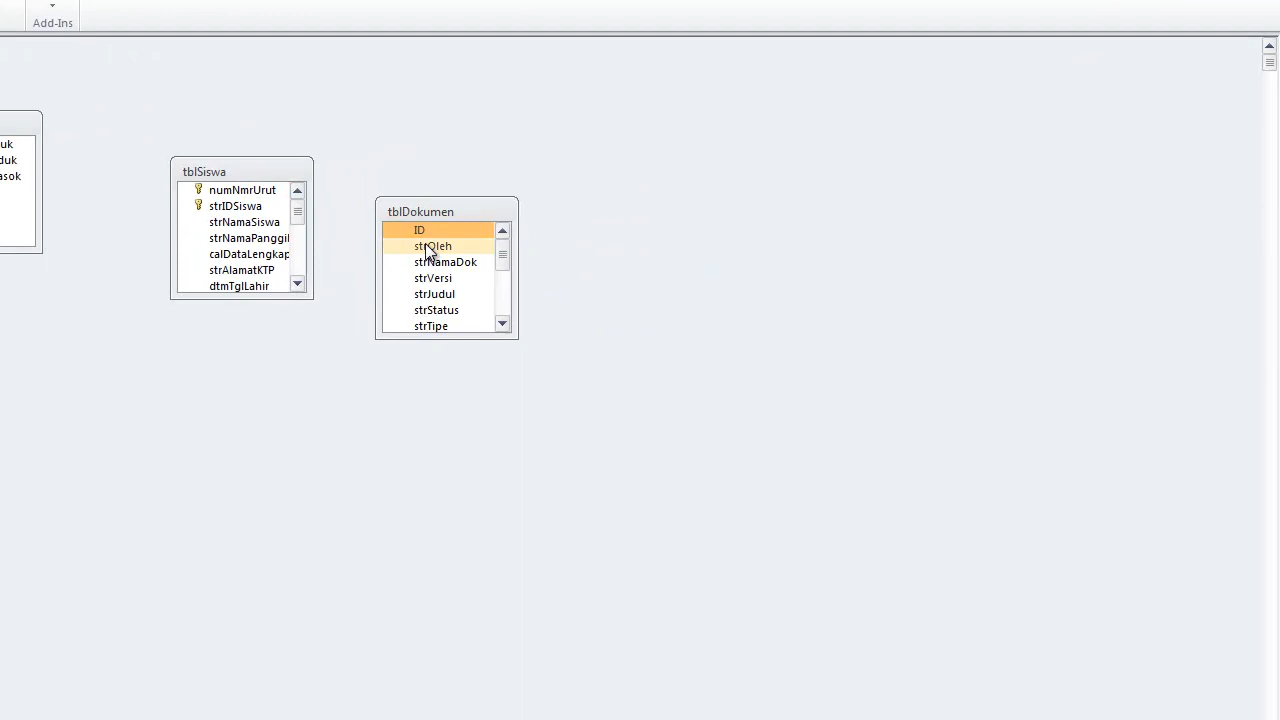 Add-Ins
uk
duk
asok
tblSiswa
numNmrUrut
strIDSiswa
strNamaSiswa
strNamaPanggil
calDataLengkap
strAlamatKTP
dtmTglLahir
tblDokumen
ID
strOleh
strNamaDok
strVersi
strJudul
strStatus
strTipe